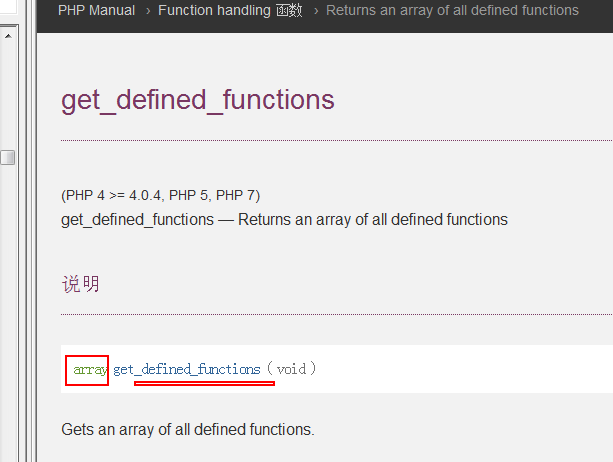 PHP Manual › Function handling 函数 › Returns an array of all defined functions
get_defined_functions
(PHP 4 >= 4.0.4, PHP 5, PHP 7)
get_defined_functions — Returns an array of all defined functions
说明
array get_defined_functions ( void )
Gets an array of all defined functions.